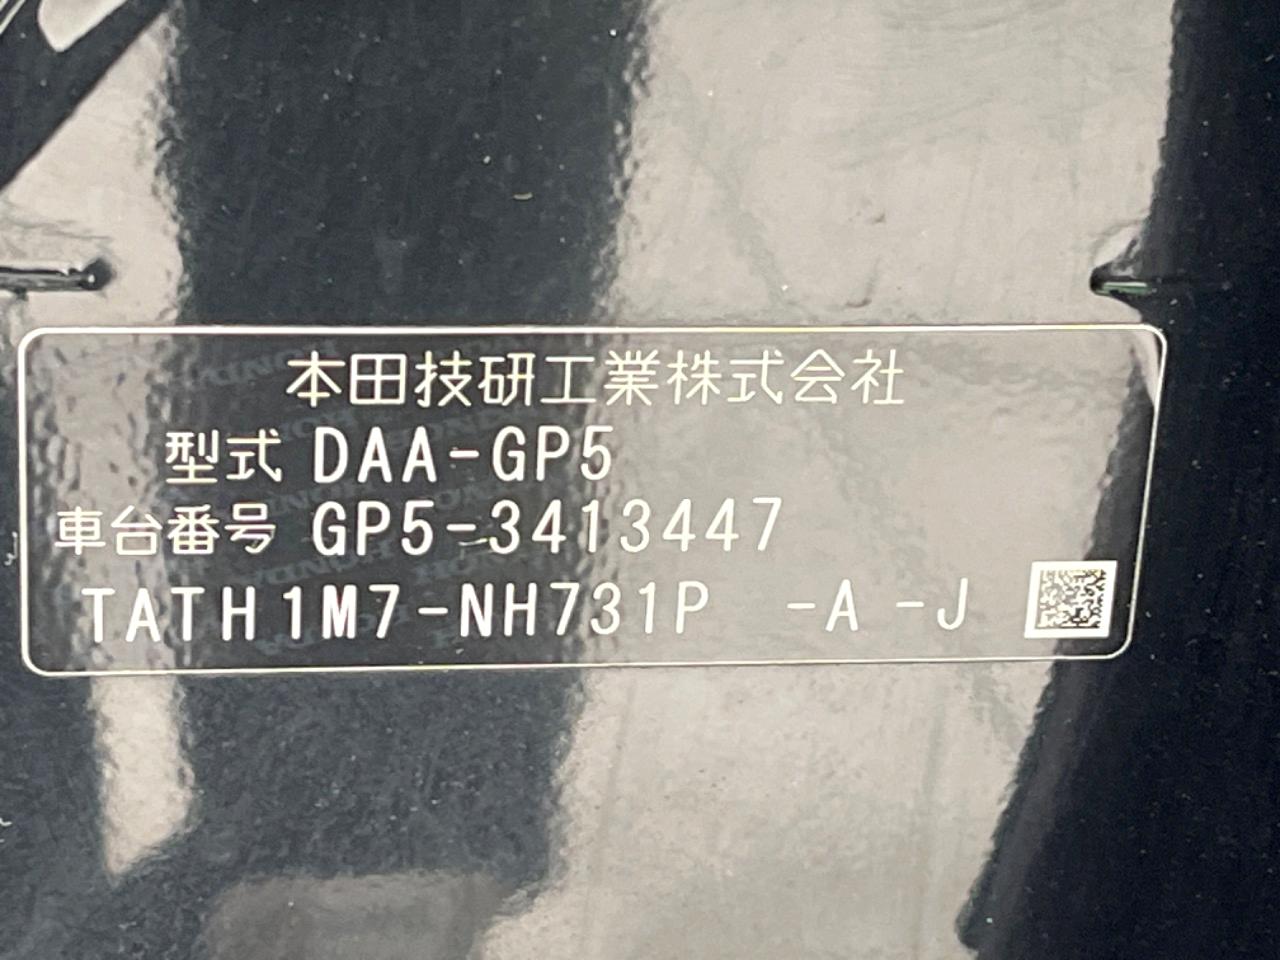 本田技研工業株式会社
型式 DAA-GP5
車台番号 GP5-3413447
TATH1M7-NH731P -A -J